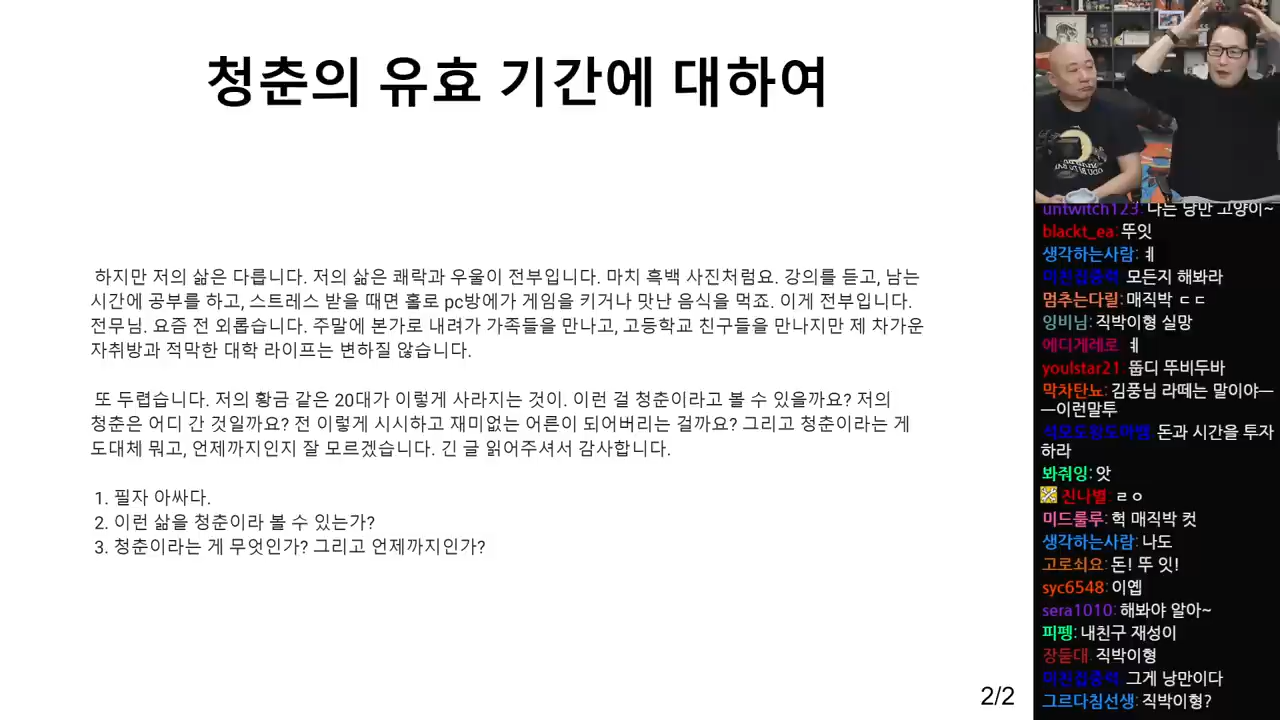 청춘의 유효 기간에 대하여
하지만 저의 삶은 다릅니다. 저의 삶은 쾌락과 우울이 전부입니다. 마치 흑백 사진처럼요. 강의를 듣고, 남는
시간에 공부를 하고, 스트레스 받을 때면 홀로 pc방에가 게임을 키거나 맛난 음식을 먹죠. 이게 전부입니다.
전무님. 요즘 전 외롭습니다. 주말에 본가로 내려가 가족들을 만나고, 고등학교 친구들을 만나지만 제 차가운
자취방과 적막한 대학 라이프는 변하질 않습니다.
또 두렵습니다. 저의 황금 같은 20대가 이렇게 사라지는 것이. 이런 걸 청춘이라고 볼 수 있을까요? 저의
청춘은 어디 간 것일까요? 전 이렇게 시시하고 재미없는 어른이 되어버리는 걸까요? 그리고 청춘이라는 게
도대체 뭐고, 언제까지인지 잘 모르겠습니다. 긴 글 읽어주셔서 감사합니다.
1. 필자 아싸다.
2. 이런 삶을 청춘이라 볼 수 있는가?
3. 청춘이라는 게 무엇인가? 그리고 언제까지인가?
2/2
untwitch123: 나는 낭만 고양이~
blackt_ea: 뚜잇
생각하는사람: ㅖ
미친집중력: 모든지 해봐라
멈추는다릴: 매직박 ㄷㄷ
잉비님: 직박이형 실망
에디게레로: ㅖ
youlstar21: 뚭디 뚜비두바
막차탄뇨: 김풍님 라떼는 말이야ㅡ
ㅡ이런말투
돈과 시간을 투자
하라
봐줘잉: 앗
진나별: ㄹㅇ
미드룰루: 헉 매직박 컷
생각하는사람: 나도
고로쇠요: 돈! 뚜 잇!
syc6548: 이옙
sera1010: 해봐야 알아~
피펭: 내친구 재성이
장둘대: 직박이형
미친집중력: 그게 낭만이다
그르다침선생: 직박이형?